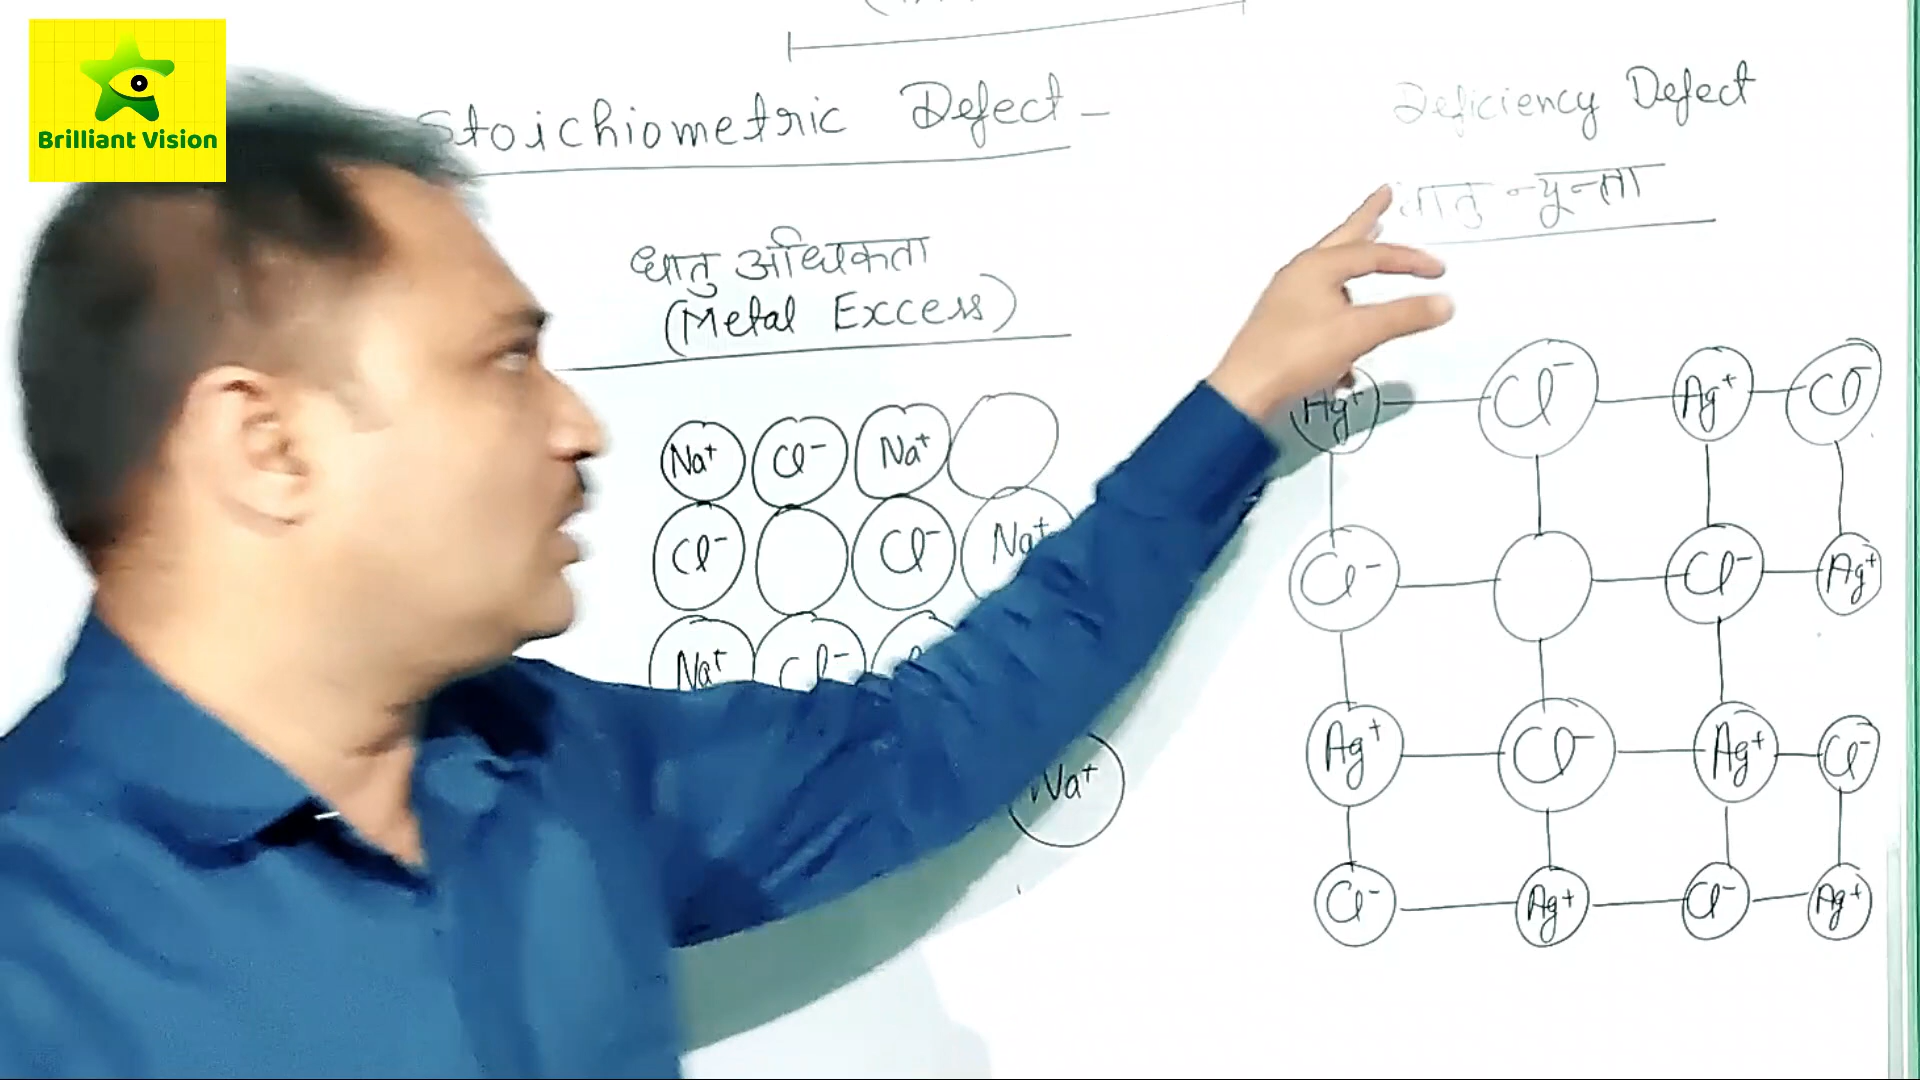 Brilliant Vision
Stoichiometric Defect -
धातु अधिकता
(Metal Excess)
Na⁺ Cl⁻ Na⁺
Cl⁻ Cl⁻ Na⁺
Na⁺ Cl⁻
Na⁺
Deficiency Defect
धातु न्यूनता
Ag⁺ Cl⁻ Ag⁺ Cl⁻
Cl⁻ Cl⁻ Ag⁺
Ag⁺ Cl⁻ Ag⁺ Cl⁻
Cl⁻ Ag⁺ Cl⁻ Ag⁺